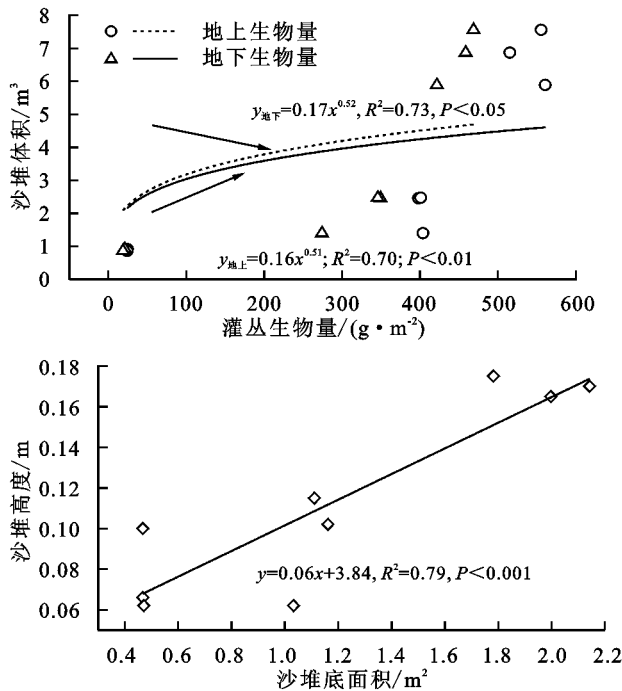 8
7
6
5
4
3
2
1
0
沙堆体积/m³
地上生物量
地下生物量
y地下=0.17x^0.52, R²=0.73, P<0.05
y地上=0.16x^0.51; R²=0.70; P<0.01
0 100 200 300 400 500 600
灌丛生物量/(g·m⁻²)
0.18
0.16
0.14
0.12
0.10
0.08
0.06
沙堆高度/m
y=0.06x+3.84, R²=0.79, P<0.001
0.4 0.6 0.8 1.0 1.2 1.4 1.6 1.8 2.0 2.2
沙堆底面积/m²